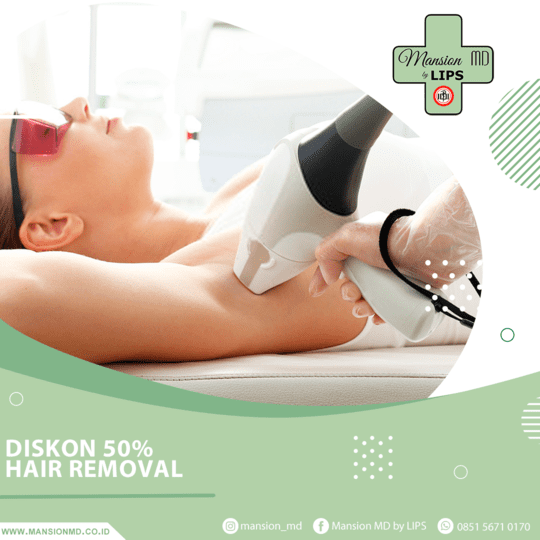 Mansion MD
by LIPS
DISKON 50%
HAIR REMOVAL
WWW.MANSIONMD.CO.ID
mansion_md
Mansion MD by LIPS
0851 5671 0170